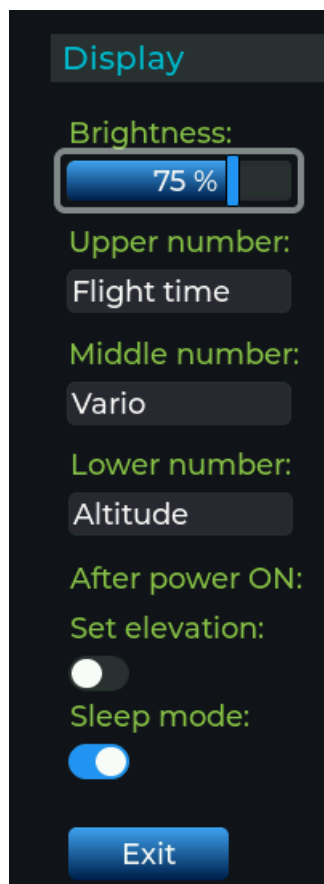 Display
Brightness:
75 %
Upper number:
Flight time
Middle number:
Vario
Lower number:
Altitude
After power ON:
Set elevation:
Sleep mode:
Exit